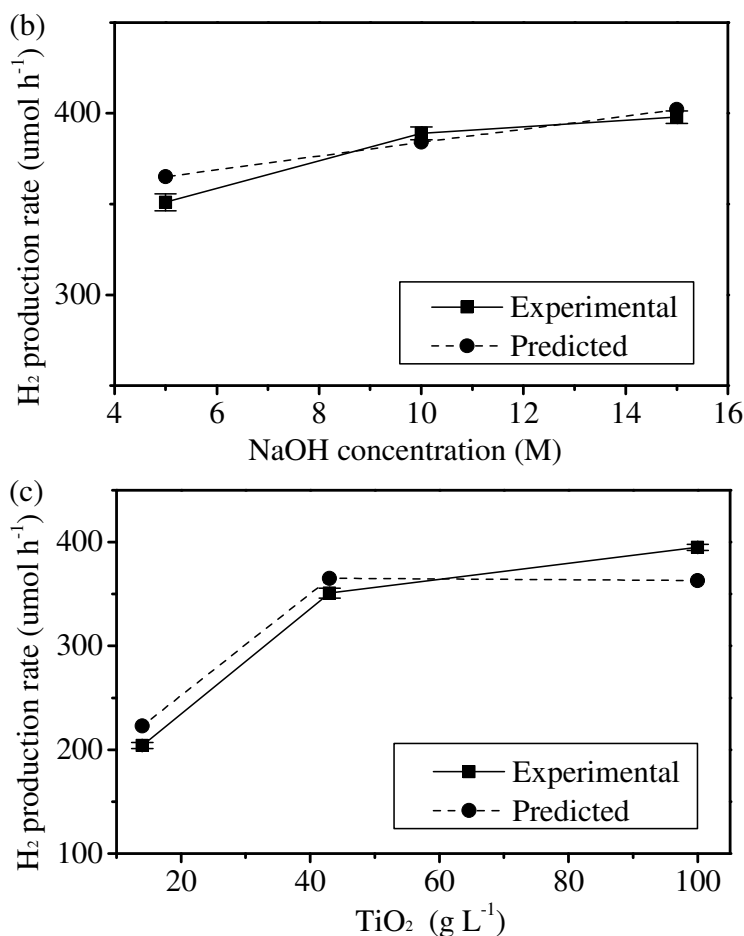 (b)
H₂ production rate (umol h⁻¹)
400
300
Experimental
Predicted
4 6 8 10 12 14 16
NaOH concentration (M)
(c)
H₂ production rate (umol h⁻¹)
400
300
200
100
Experimental
Predicted
20 40 60 80 100
TiO₂ (g L⁻¹)